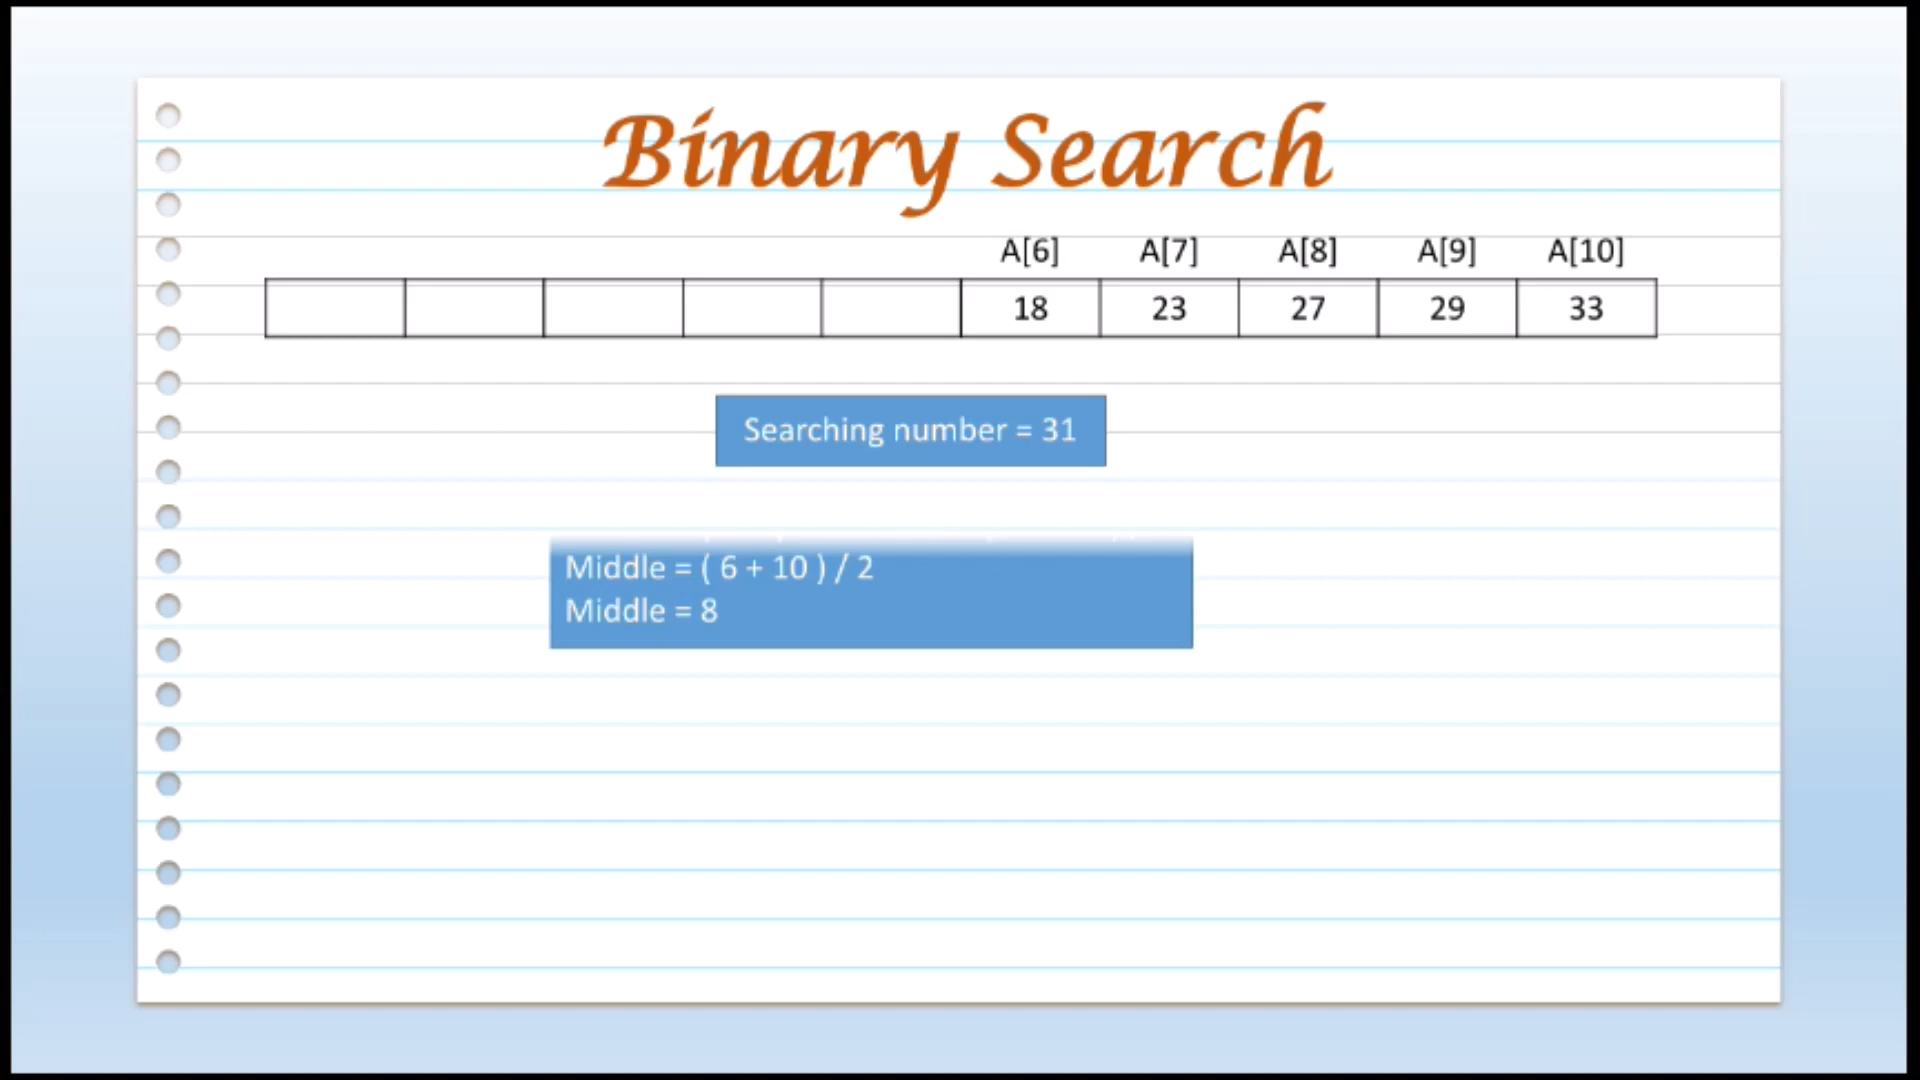 Binary Search
A[6] A[7] A[8] A[9] A[10]
18 23 27 29 33
Searching number = 31
Middle = ( 6 + 10 ) / 2
Middle = 8